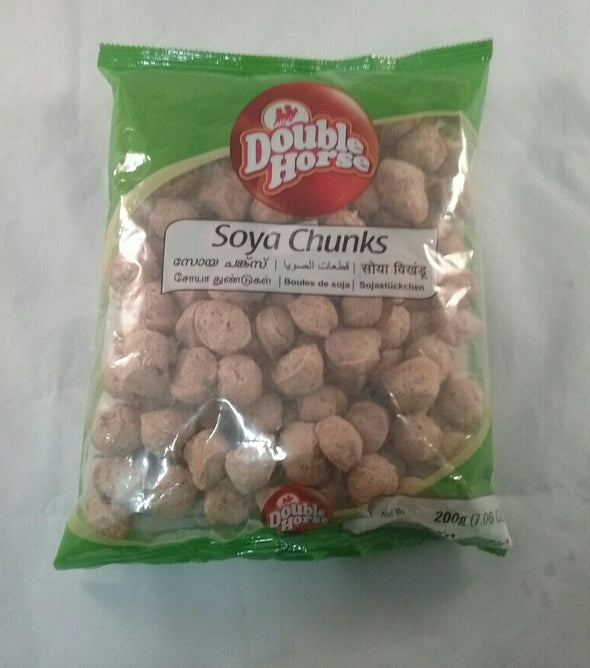 Double
Horse
Soya Chunks
സോയ ചങ്ക്സ് | قطعات الصويا | सोया विखंडू
சோயா துண்டுகள் | Boules de soja | Sojastückchen
Double
Horse
200g (7.06